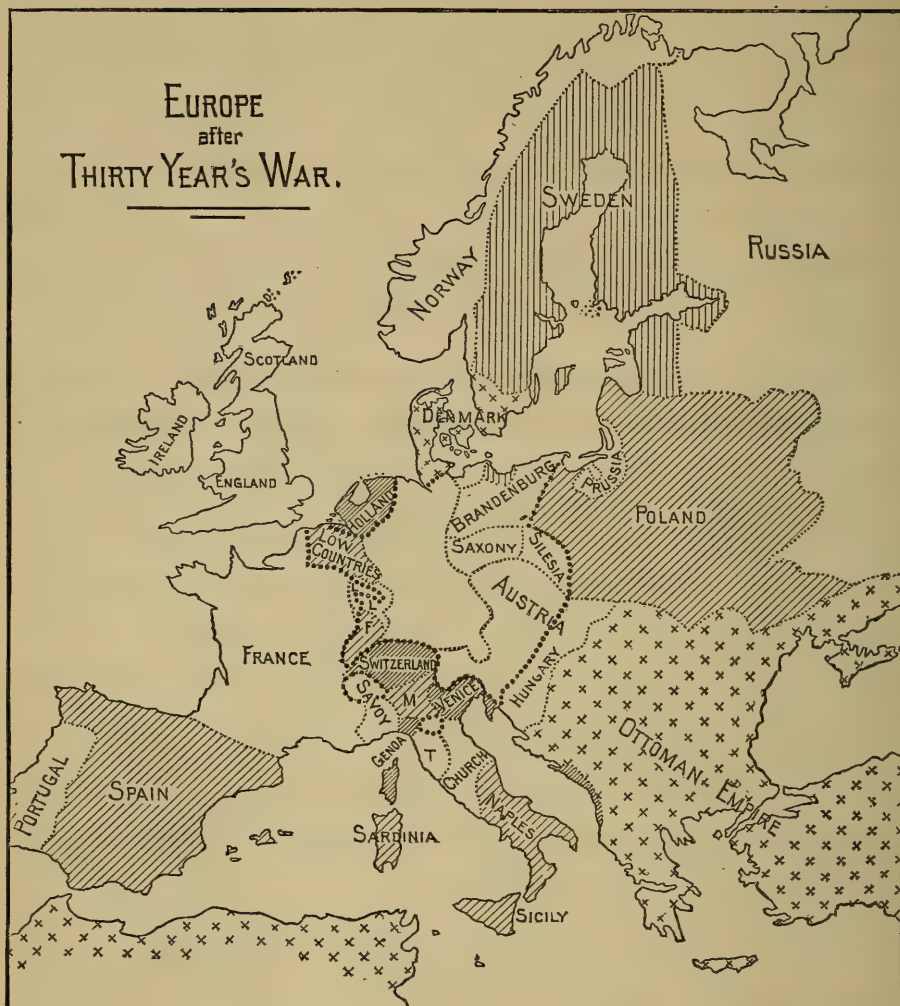 EUROPE
after
THIRTY YEAR'S WAR.
SWEDEN
RUSSIA
NORWAY
SCOTLAND
IRELAND
ENGLAND
DENMARK
PRUSSIA
BRANDENBURG
HOLLAND
POLAND
LOW
COUNTRIES
SAXONY
SILESIA
AUSTRIA
L
F
FRANCE
SWITZERLAND
HUNGARY
SAVOY
M
VENICE
OTTOMAN
EMPIRE
GENOA
T
CHURCH
PORTUGAL
SPAIN
NAPLES
SARDINIA
SICILY